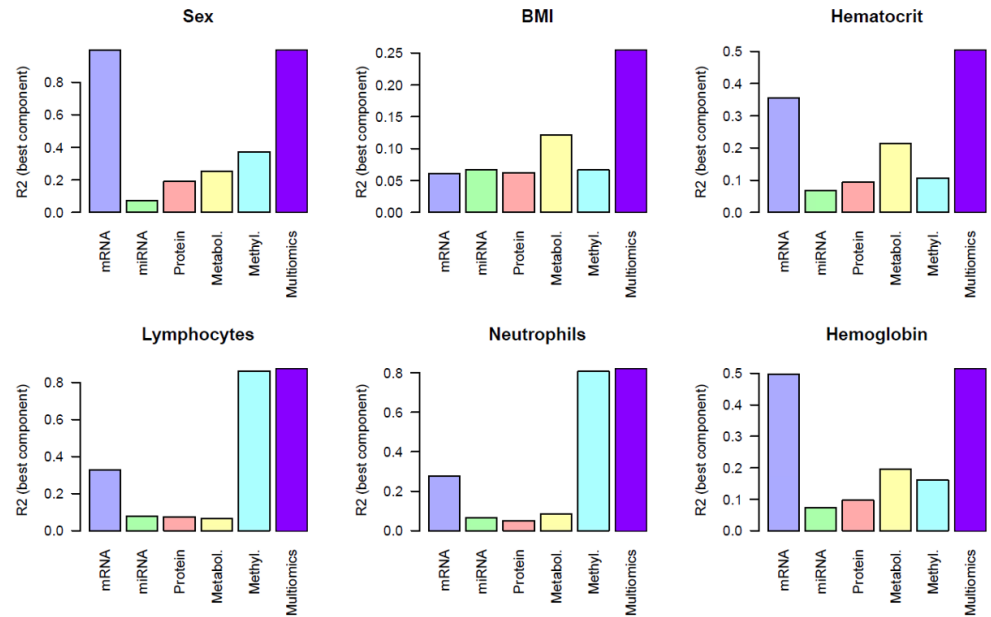 Sex
R2 (best component)
0.8
0.6
0.4
0.2
0.0
mRNA
miRNA
Protein
Metabol.
Methyl.
Multiomics
BMI
R2 (best component)
0.25
0.20
0.15
0.10
0.05
0.00
mRNA
miRNA
Protein
Metabol.
Methyl.
Multiomics
Hematocrit
R2 (best component)
0.5
0.4
0.3
0.2
0.1
0.0
mRNA
miRNA
Protein
Metabol.
Methyl.
Multiomics
Lymphocytes
R2 (best component)
0.8
0.6
0.4
0.2
0.0
mRNA
miRNA
Protein
Metabol.
Methyl.
Multiomics
Neutrophils
R2 (best component)
0.8
0.6
0.4
0.2
0.0
mRNA
miRNA
Protein
Metabol.
Methyl.
Multiomics
Hemoglobin
R2 (best component)
0.5
0.4
0.3
0.2
0.1
0.0
mRNA
miRNA
Protein
Metabol.
Methyl.
Multiomics